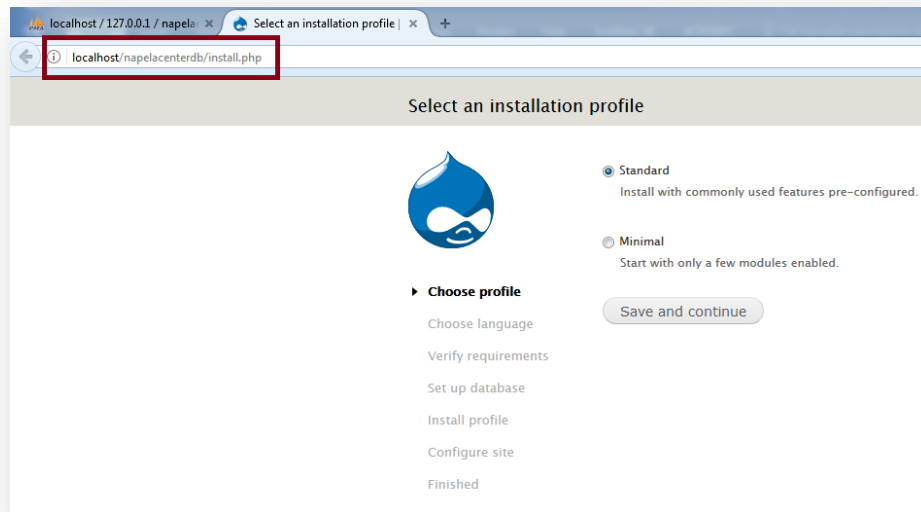 localhost / 127.0.0.1 / napela
Select an installation profile |
localhost/napelacenterdb/install.php
Select an installation profile
Standard
Install with commonly used features pre-configured.
Minimal
Start with only a few modules enabled.
Save and continue
Choose profile
Choose language
Verify requirements
Set up database
Install profile
Configure site
Finished